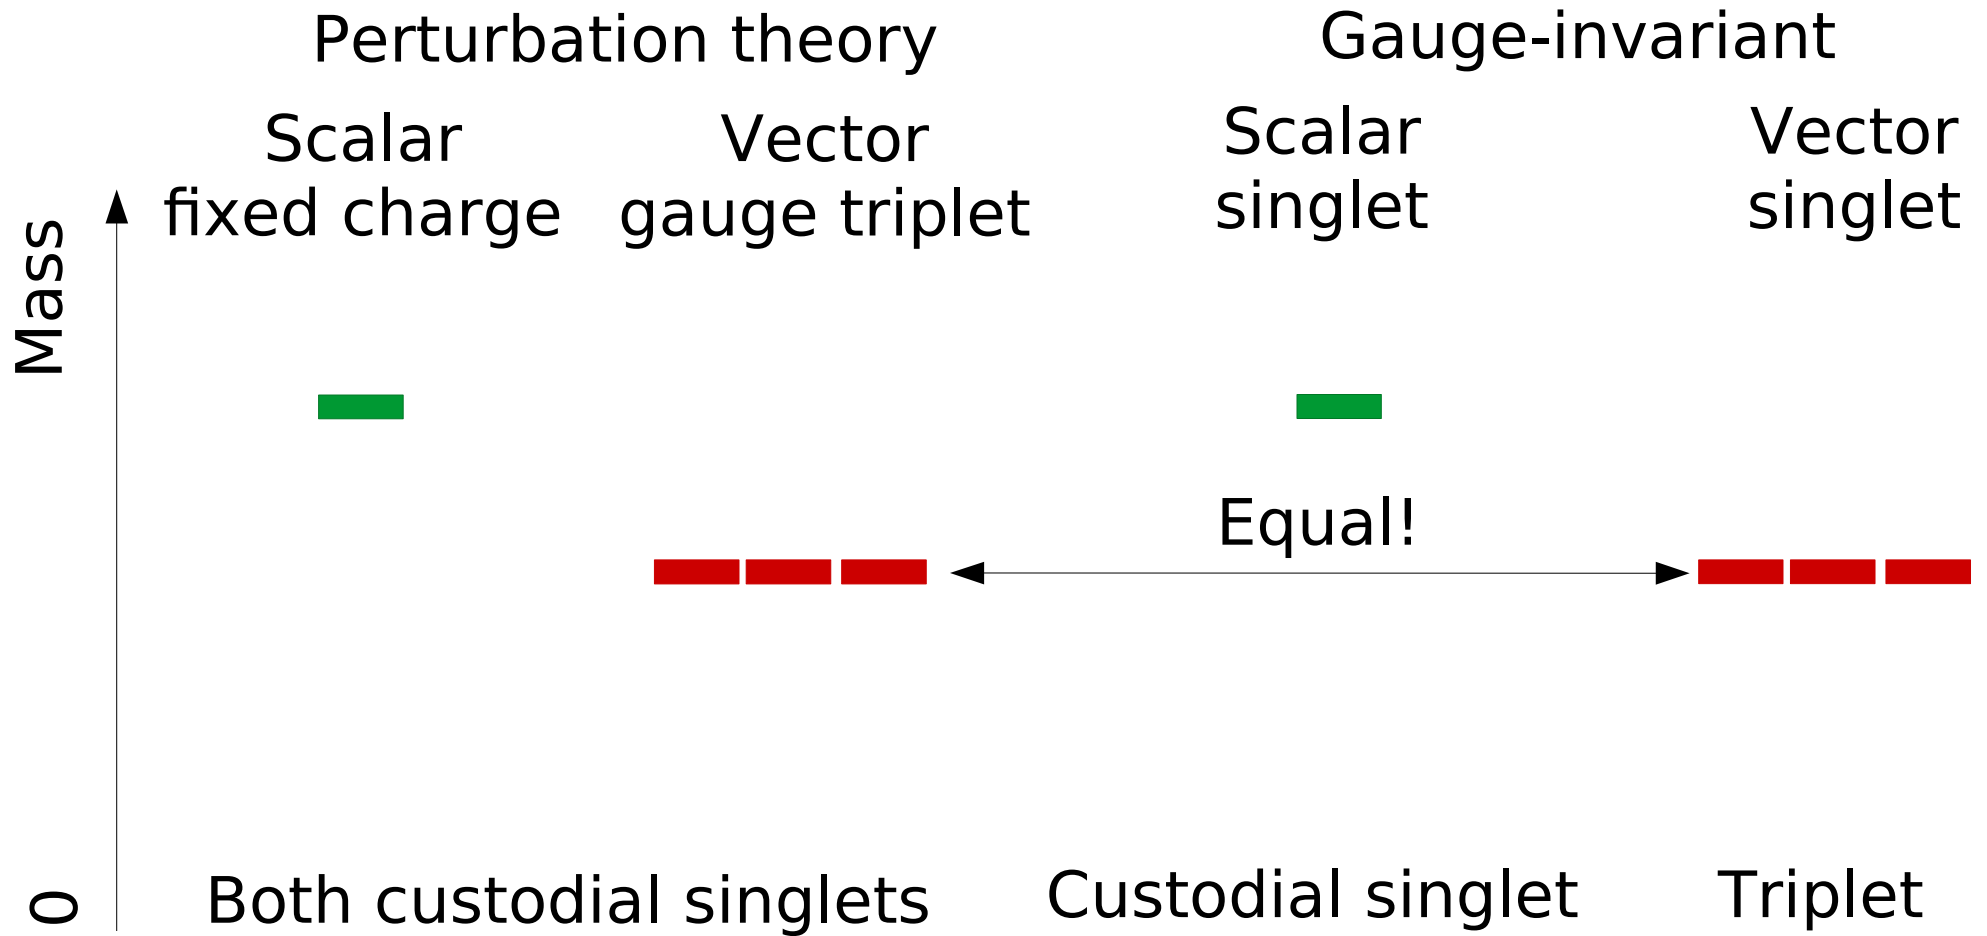 Perturbation theory
Gauge-invariant
Scalar
fixed charge
Vector
gauge triplet
Scalar
singlet
Vector
singlet
Mass
Equal!
0
Both custodial singlets
Custodial singlet
Triplet